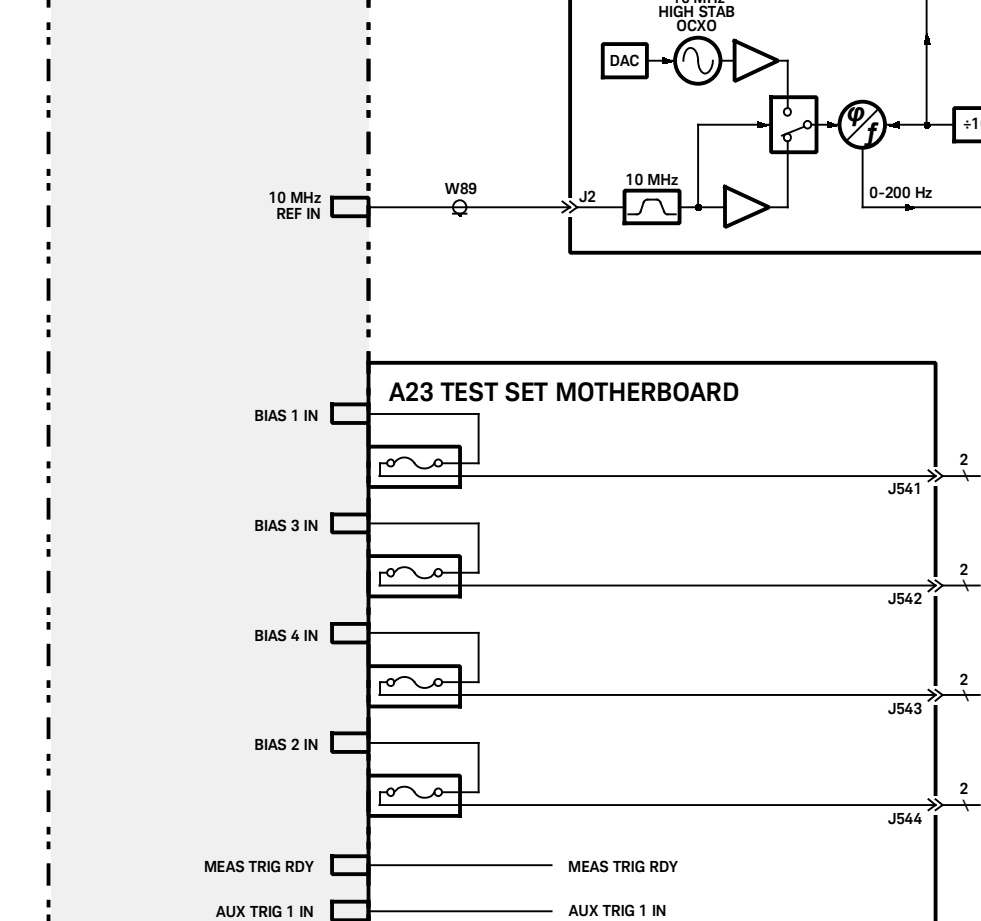 HIGH STAB
OCXO
DAC
φ
f
10 MHz
REF IN
W89
J2
10 MHz
0-200 Hz
A23 TEST SET MOTHERBOARD
BIAS 1 IN
2
J541
BIAS 3 IN
2
J542
BIAS 4 IN
2
J543
BIAS 2 IN
2
J544
MEAS TRIG RDY
MEAS TRIG RDY
AUX TRIG 1 IN
AUX TRIG 1 IN